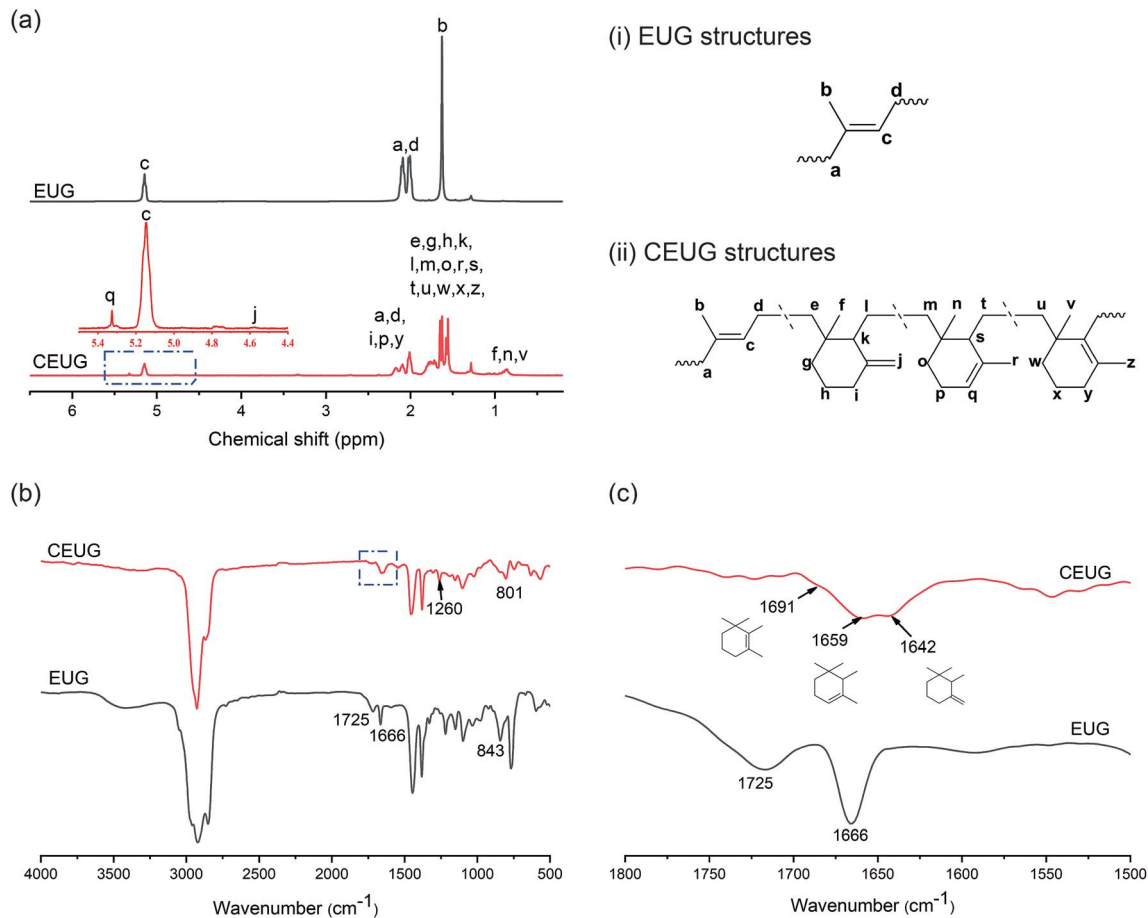 (a)
b
a,d
c
EUG
c
q
j
5.4 5.2 5.0 4.8 4.6 4.4
e,g,h,k,
l,m,o,r,s,
t,u,w,x,z,
a,d,
i,p,y
f,n,v
CEUG
6 5 4 3 2 1
Chemical shift (ppm)
(i) EUG structures
b d
c
a
(ii) CEUG structures
b d e f l m n t u v
c k s
a g j o r w z
h i p q x y
(b)
CEUG
1260
801
EUG
1725
1666
843
4000 3500 3000 2500 2000 1500 1000 500
Wavenumber (cm⁻¹)
(c)
CEUG
1691
1659
1642
EUG
1725
1666
1800 1750 1700 1650 1600 1550 1500
Wavenumber (cm⁻¹)